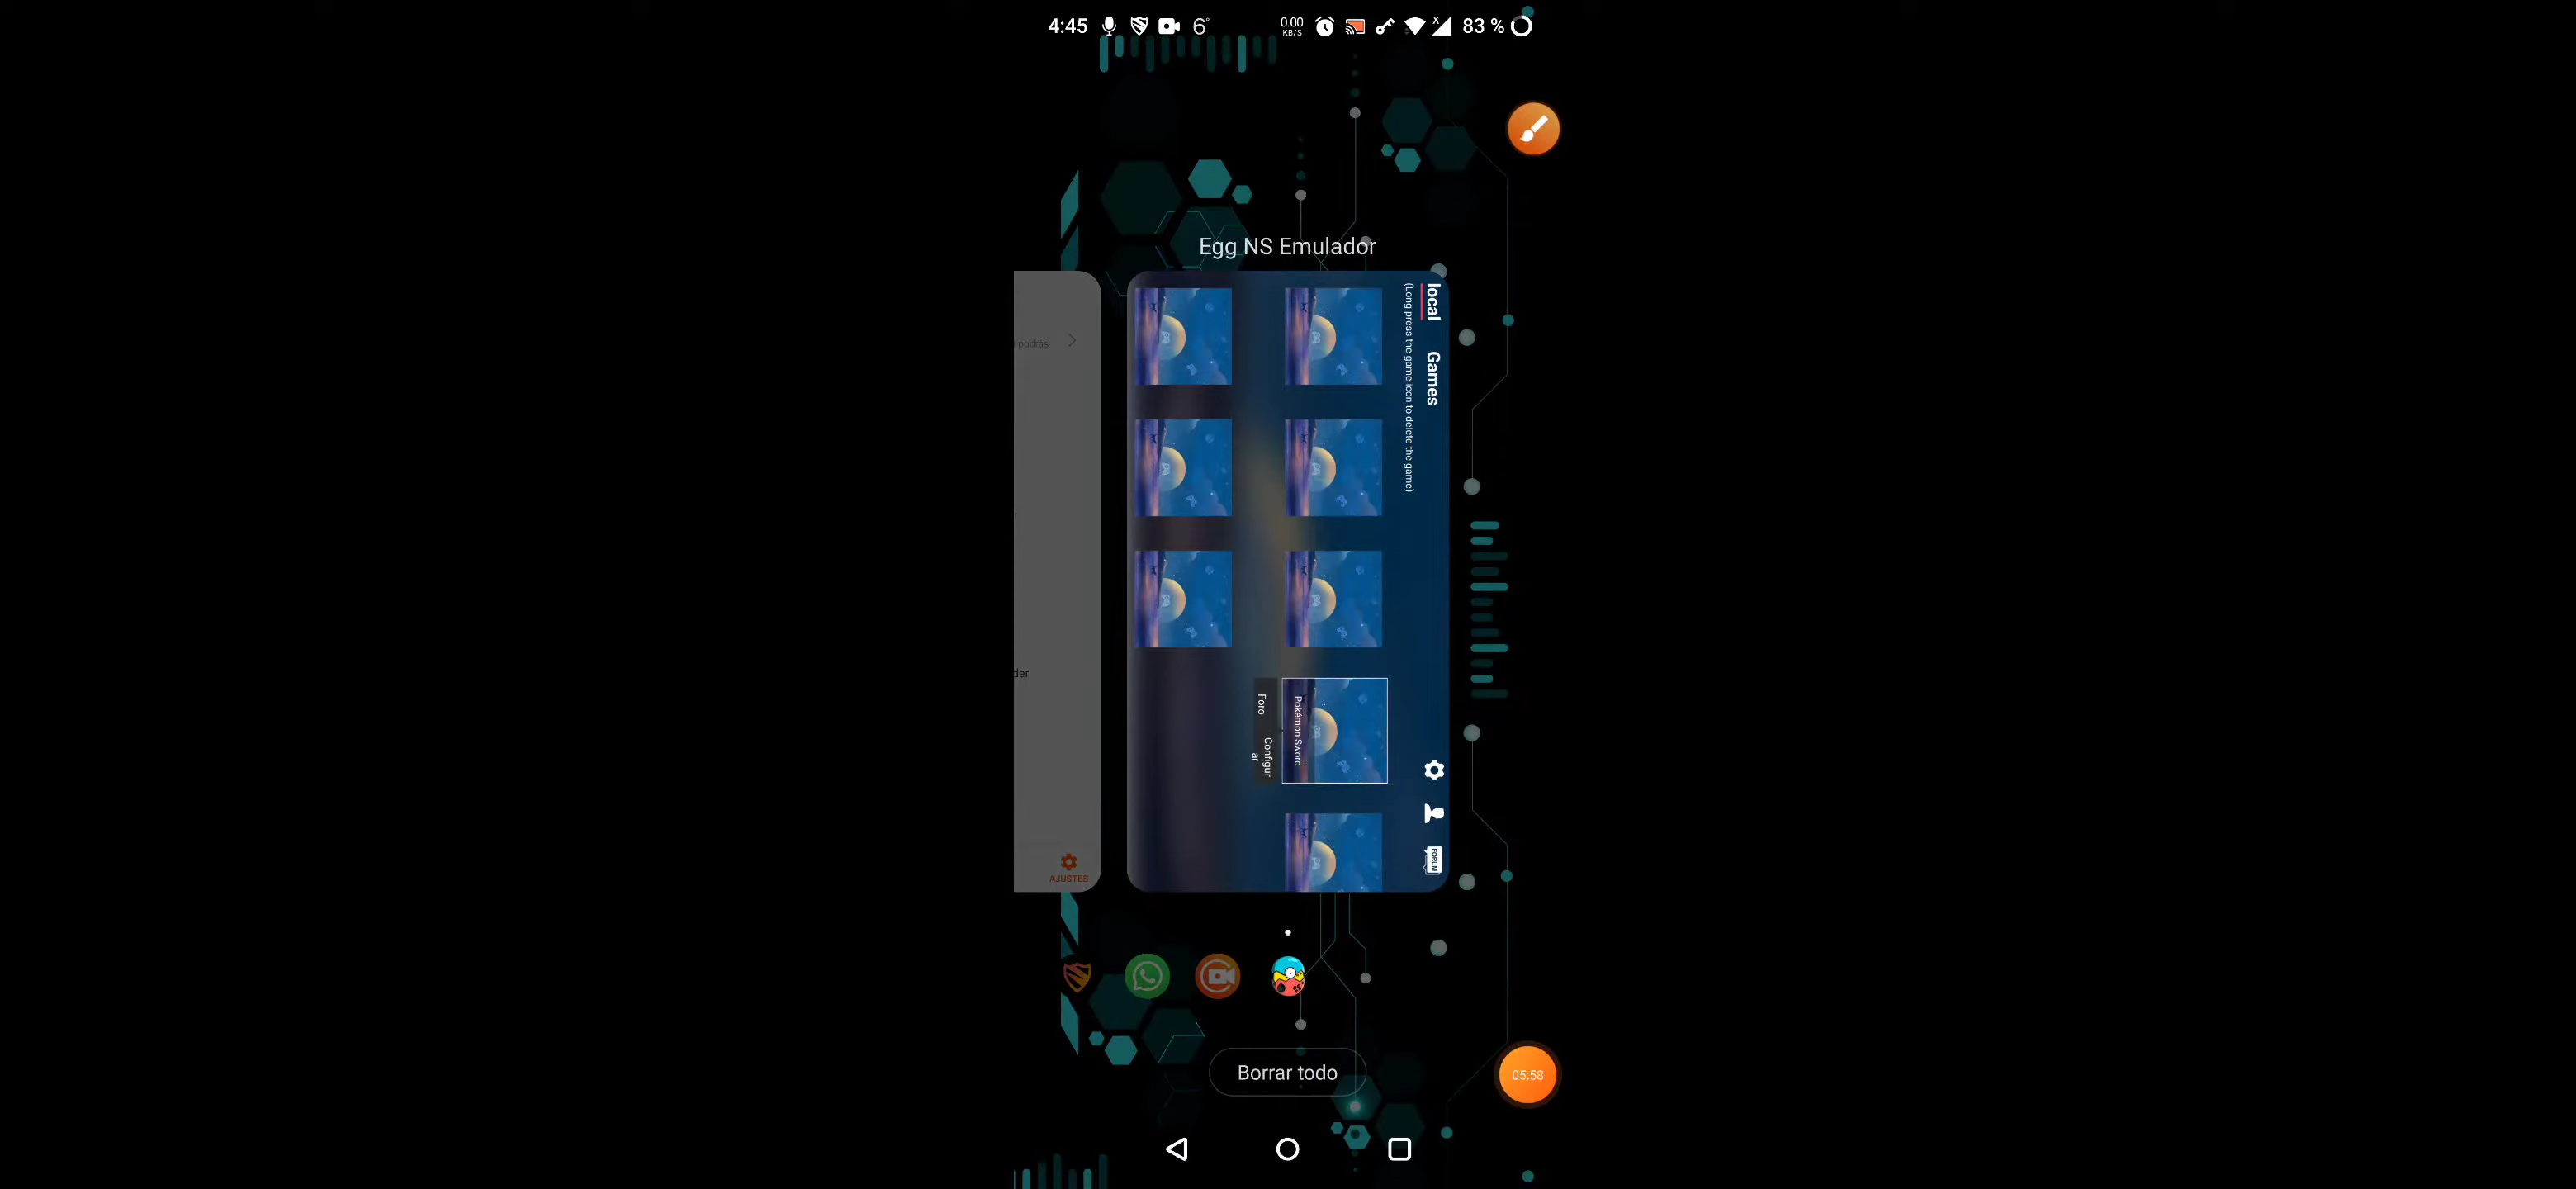 4:45 6° 0.00 KB/S 83 %
Egg NS Emulador
podrás
local Games
(Long press the game icon to delete the game)
der
Pokémon Sword
Foro
Configur
ar
FORUM
AJUSTES
Borrar todo
05:58